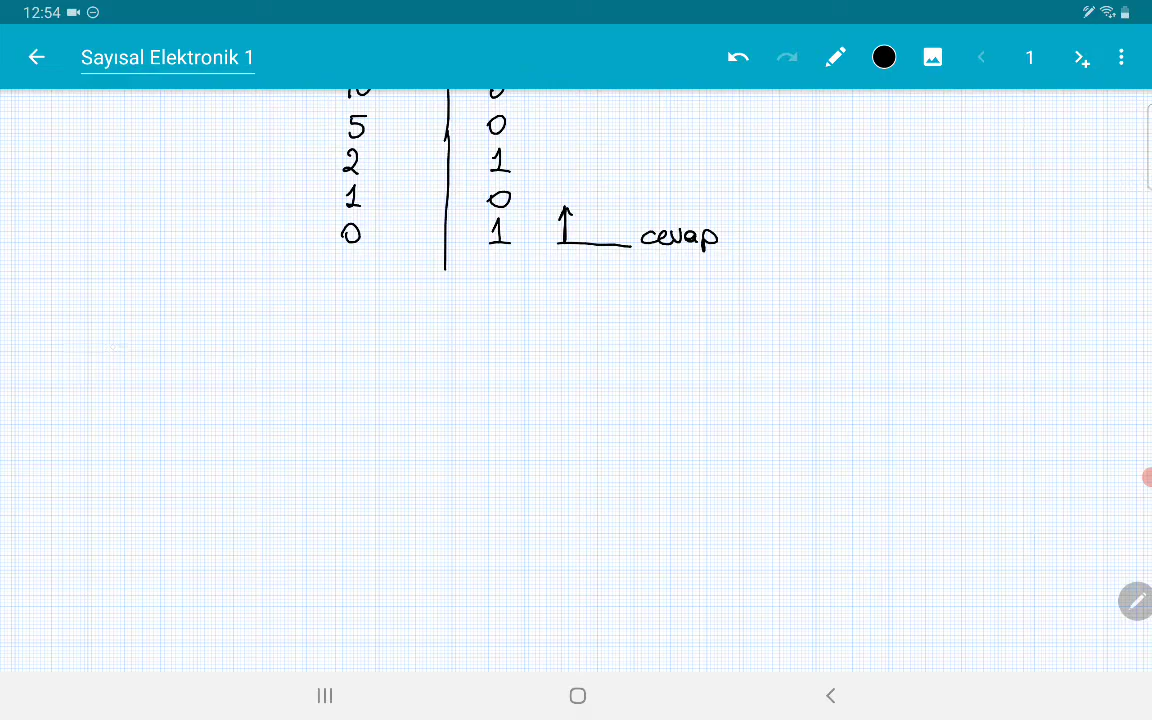 12:54
Sayısal Elektronik 1
1
5 0
2 1
1 0
0 1 cevap